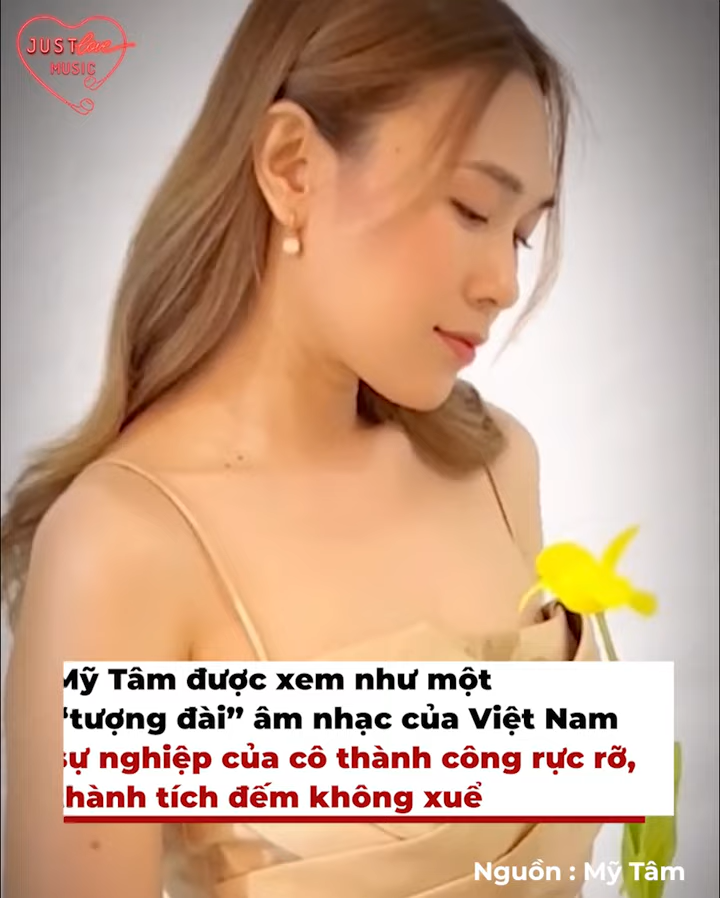 JUST Love
MUSIC
Mỹ Tâm được xem như một
“tượng đài” âm nhạc của Việt Nam
sự nghiệp của cô thành công rực rỡ,
thành tích đếm không xuể
Nguồn : Mỹ Tâm